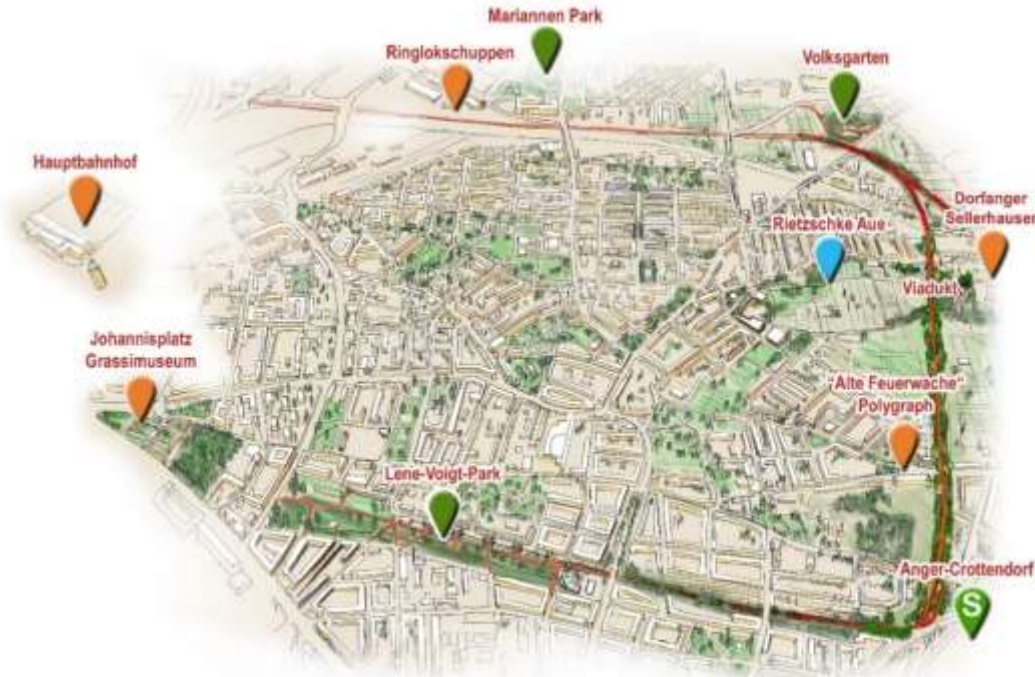 Mariannen Park
Ringlokschuppen
Volksgarten
Hauptbahnhof
Dorfanger
Sellerhausen
Rietzschke Aue
Viadukt
Johannisplatz
Grassimuseum
"Alte Feuerwache"
Polygraph
Lene-Voigt-Park
Anger-Crottendorf
S